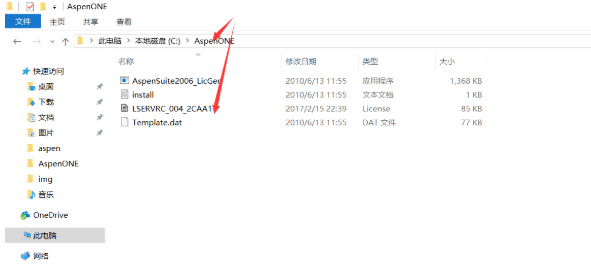 AspenONE
文件 主页 共享 查看
此电脑 > 本地磁盘 (C:) > AspenONE
名称 修改日期 类型 大小
快速访问
桌面
下载
文档
图片
aspen
AspenONE
img
音乐
OneDrive
此电脑
网络
AspenSuite2006_LicGen 2010/6/13 11:55 应用程序 1,368 KB
install 2010/6/13 11:55 文本文档 1 KB
LSERVRC_004_2CAA1 2017/2/15 22:39 License 85 KB
Template.dat 2010/6/13 11:55 DAT 文件 77 KB